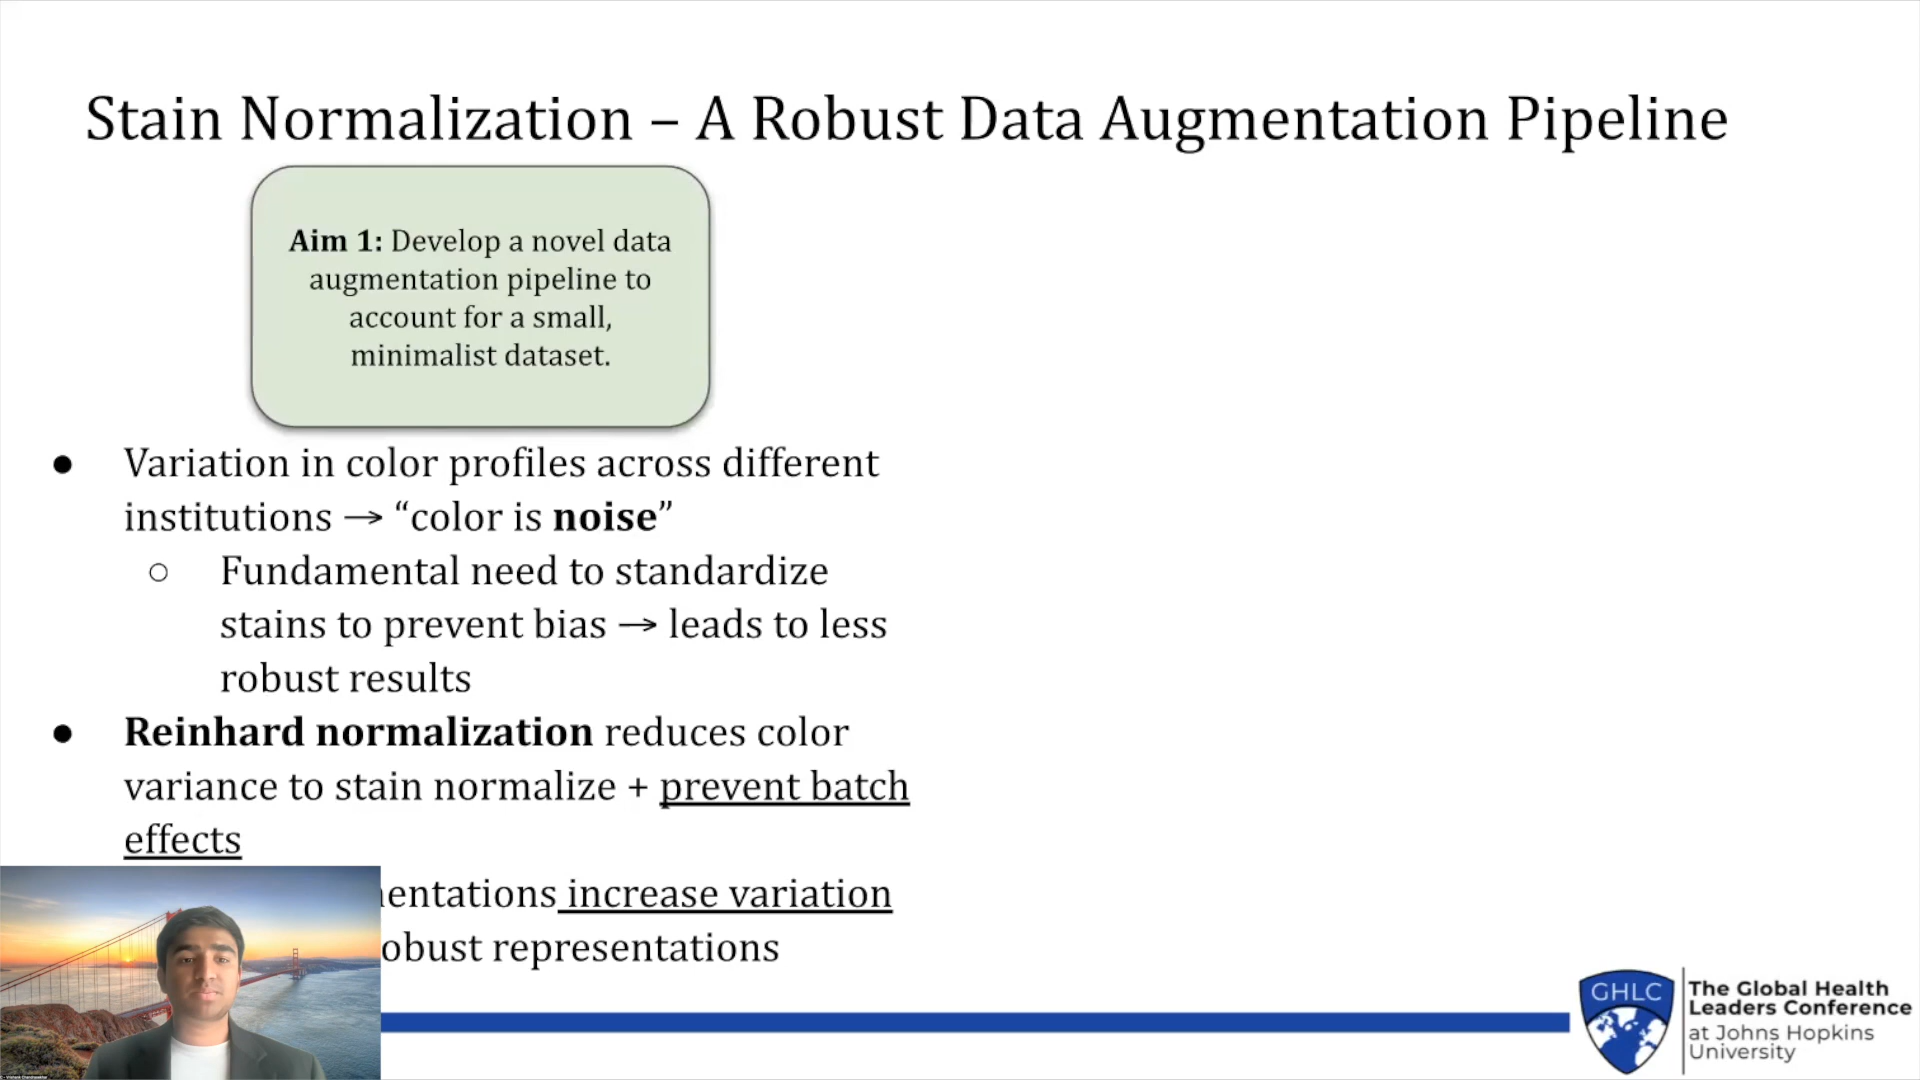 Stain Normalization – A Robust Data Augmentation Pipeline
Aim 1: Develop a novel data
augmentation pipeline to
account for a small,
minimalist dataset.
● Variation in color profiles across different
institutions → “color is noise”
○ Fundamental need to standardize
stains to prevent bias → leads to less
robust results
● Reinhard normalization reduces color
variance to stain normalize + prevent batch
effects
increase variation
representations
GHLC
The Global Health
Leaders Conference
at Johns Hopkins
University